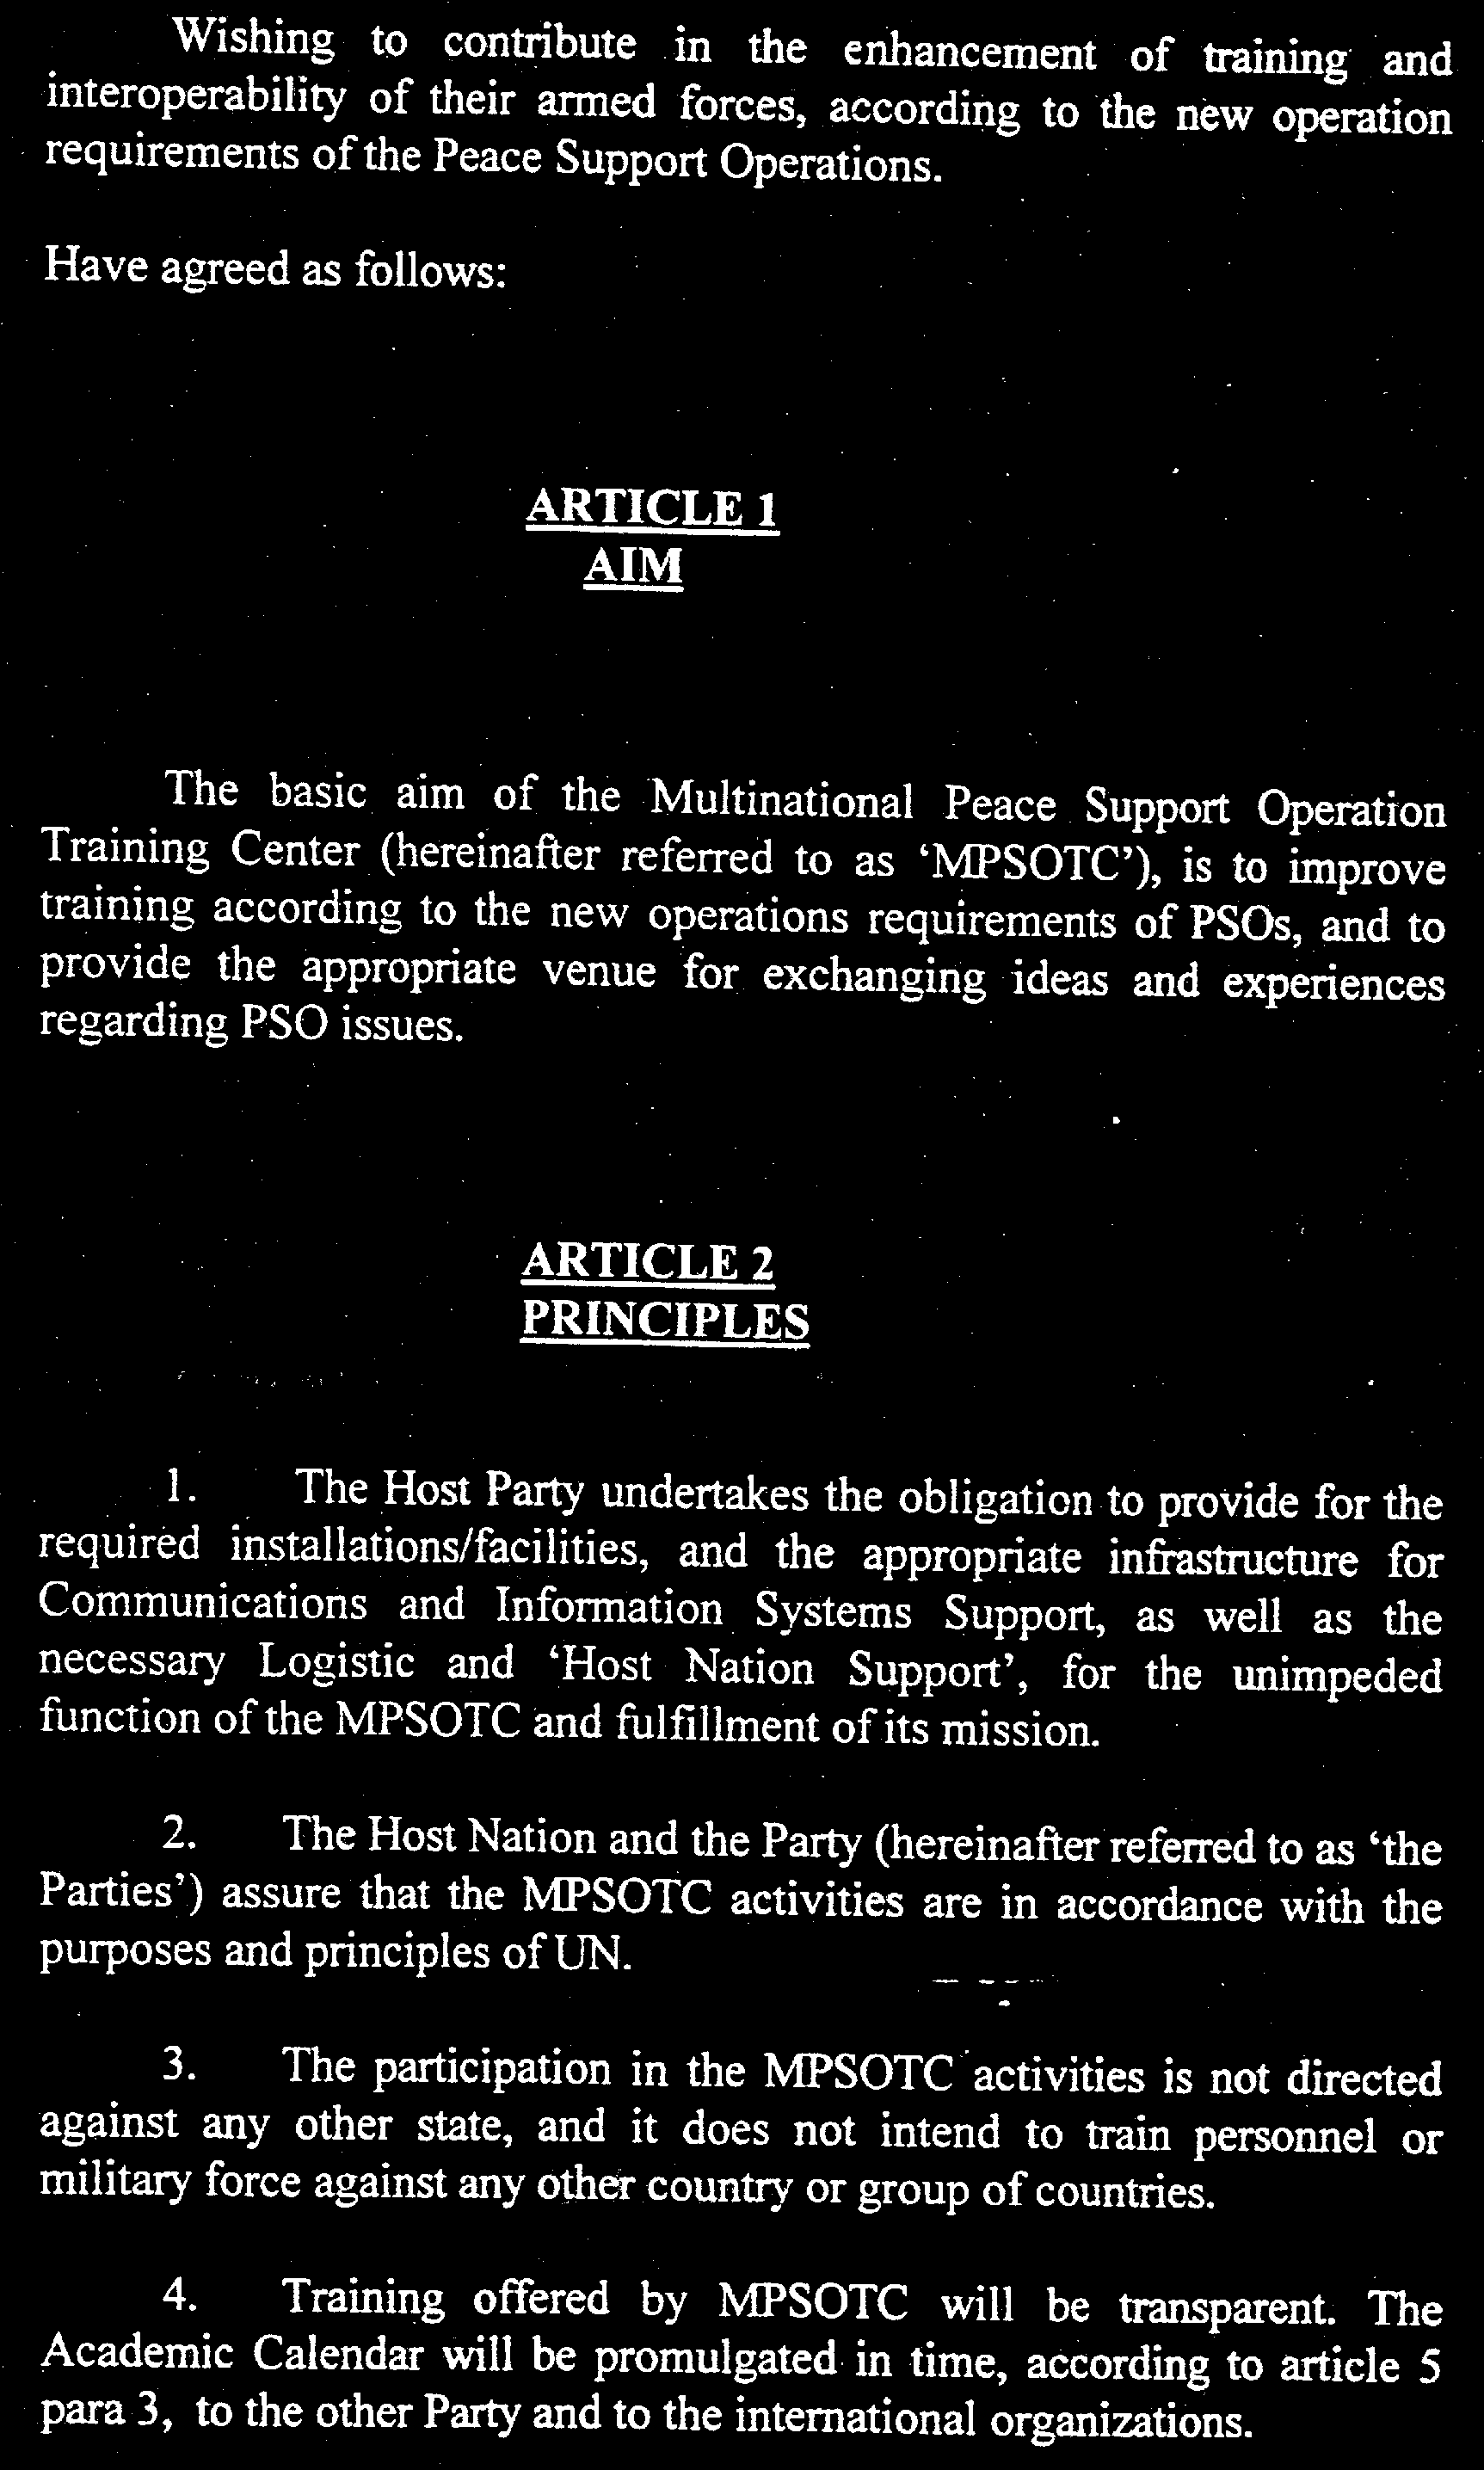 Wishing to contribute in the enhancement of training and
interoperability of their armed forces, according to the new operation
requirements of the Peace Support Operations.
Have agreed as follows:
ARTICLE 1
AIM
The basic aim of the Multinational Peace Support Operation
Training Center (hereinafter referred to as ‘MPSOTC’), is to improve
training according to the new operations requirements of PSOs, and to
provide the appropriate venue for exchanging ideas and experiences
regarding PSO issues.
ARTICLE 2
PRINCIPLES
1. The Host Party undertakes the obligation to provide for the
required installations/facilities, and the appropriate infrastructure for
Communications and Information Systems Support, as well as the
necessary Logistic and ‘Host Nation Support’, for the unimpeded
function of the MPSOTC and fulfillment of its mission.
2. The Host Nation and the Party (hereinafter referred to as ‘the
Parties’) assure that the MPSOTC activities are in accordance with the
purposes and principles of UN.
3. The participation in the MPSOTC activities is not directed
against any other state, and it does not intend to train personnel or
military force against any other country or group of countries.
4. Training offered by MPSOTC will be transparent. The
Academic Calendar will be promulgated in time, according to article 5
para 3, to the other Party and to the international organizations.